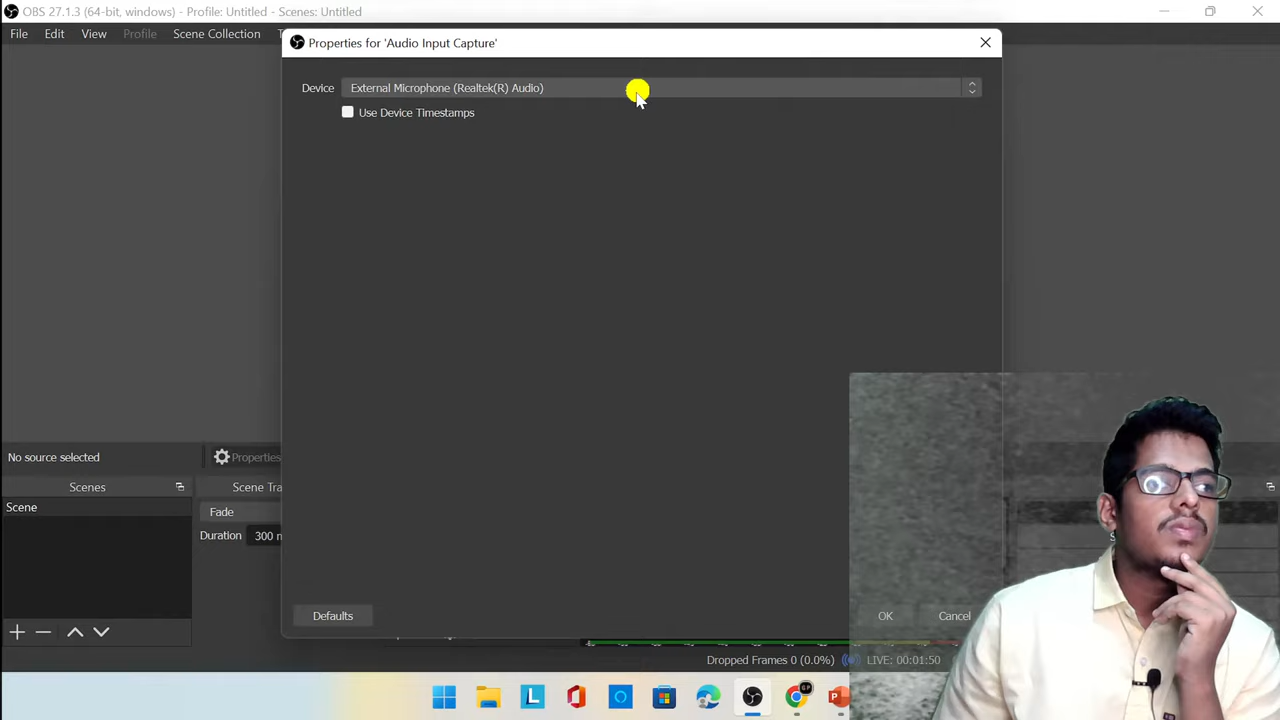 OBS 27.1.3 (64-bit, windows) - Profile: Untitled - Scenes: Untitled
File Edit View Profile Scene Collection
Properties for 'Audio Input Capture'
Device External Microphone (Realtek(R) Audio)
Use Device Timestamps
No source selected
Properties
Scenes
Scene
Fade
Duration 300
Defaults
OK
Cancel
Dropped Frames 0 (0.0%)
LIVE: 00:01:50